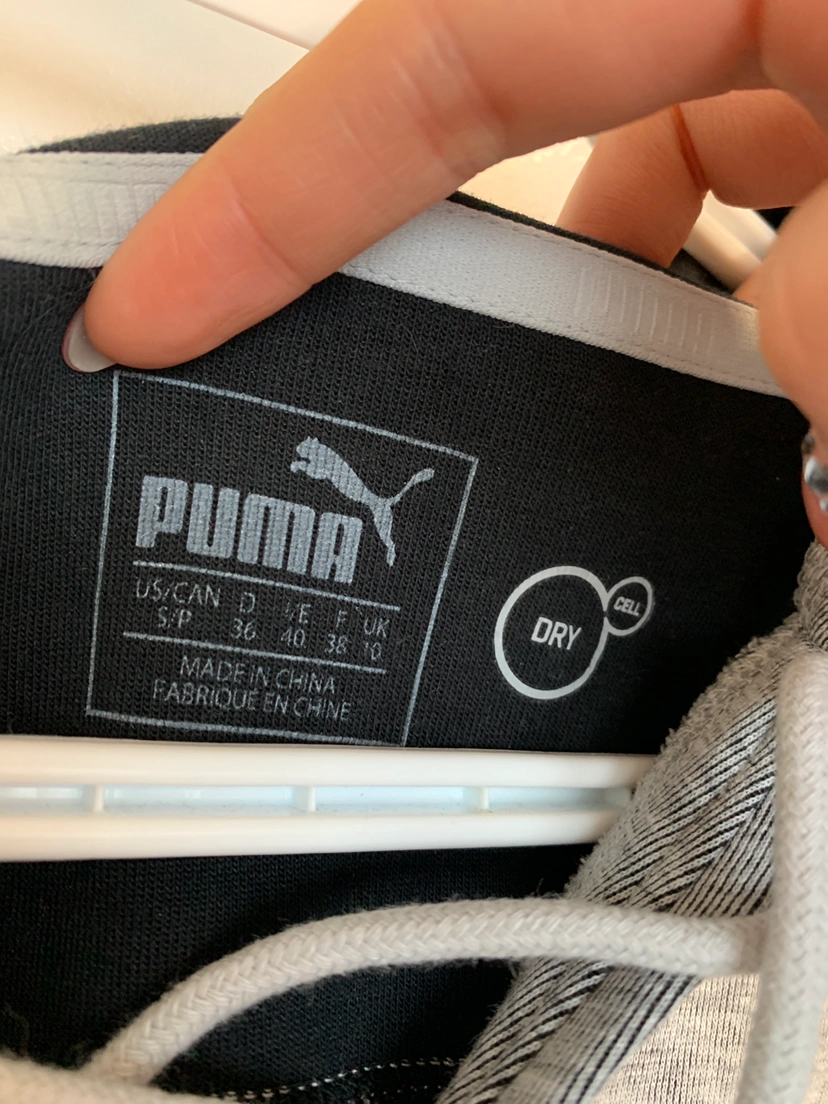 PUMA
US/CAN D I/E F UK
S/P 36 40 38 10
MADE IN CHINA
FABRIQUÉ EN CHINE
DRY
CELL